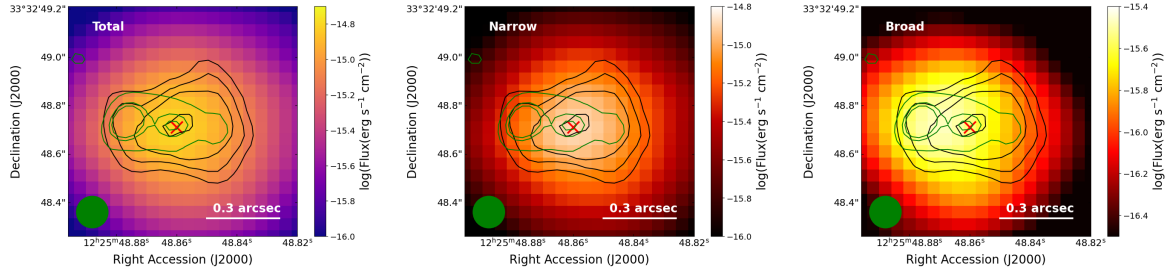 Total
0.3 arcsec
33°32'49.2"
49.0"
48.8"
48.6"
48.4"
Declination (J2000)
12ʰ25ᵐ48.88ˢ
48.86ˢ
48.84ˢ
48.82ˢ
Right Accession (J2000)
−14.8
−15.0
−15.2
−15.4
−15.6
−15.8
−16.0
log(Flux(erg s⁻¹ cm⁻²))
Narrow
0.3 arcsec
33°32'49.2"
49.0"
48.8"
48.6"
48.4"
Declination (J2000)
12ʰ25ᵐ48.88ˢ
48.86ˢ
48.84ˢ
48.82ˢ
Right Accession (J2000)
−14.8
−15.0
−15.2
−15.4
−15.6
−15.8
−16.0
log(Flux(erg s⁻¹ cm⁻²))
Broad
0.3 arcsec
33°32'49.2"
49.0"
48.8"
48.6"
48.4"
Declination (J2000)
12ʰ25ᵐ48.88ˢ
48.86ˢ
48.84ˢ
48.82ˢ
Right Accession (J2000)
−15.4
−15.6
−15.8
−16.0
−16.2
−16.4
log(Flux(erg s⁻¹ cm⁻²))